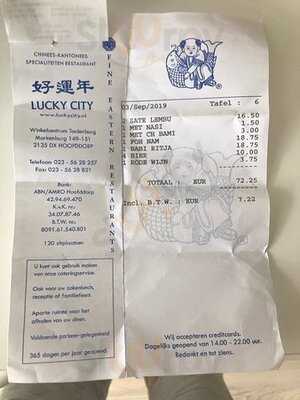 CHINEES-KANTONEES
SPECIALITEITEN RESTAURANT
好運年
LUCKY CITY
www.luckycity.nl
Winkelcentrum Toolenburg
Markenburg 149-151
2135 DX HOOFDDORP
Telefoon 023 - 56 28 257
Fax: 023 - 56 28 821
Bank:
ABN/AMRO Hoofddorp
42.94.69.470
K.v.K. nr.:
34.07.87.46
B.T.W. nr.:
8091.61.540.B01
120 zitplaatsen
U kunt ook gebruik maken
van onze cateringservice.
Ook voor uw zakenlunch,
receptie of familiefeest.
Aparte ruimte voor het
afhalen van uw diner.
Voldoende parkeer-gelegenheid
365 dagen per jaar geopend.
FINE EASTERN RESTAURANTS
03/Sep/2019 Tafel: 6
SATE LEMBU 16.50
1 MET NASI 1.50
1 MET CH BAMI 3.00
1 FOH NAM 18.75
1 BABI KETJA 18.75
4 BIER 10.00
1 RODE WIJN 3.75
TOTAAL : EUR 72.25
Incl. B.T.W. : EUR 7.22
Wij accepteren creditcards.
Dagelijks geopend van 14.00 - 22.00 uur.
Bedankt en tot ziens.